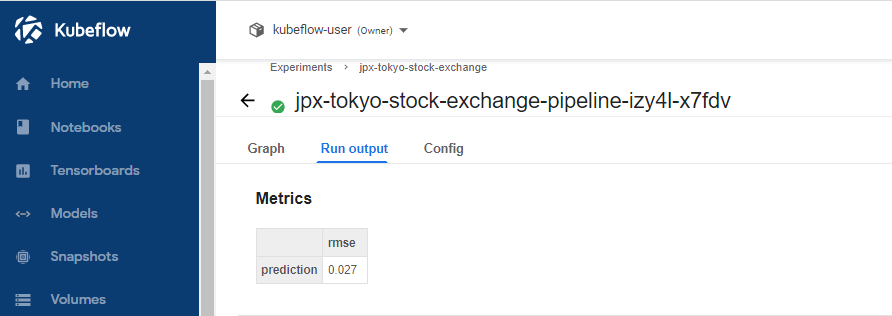 Kubeflow
Home
Notebooks
Tensorboards
Models
Snapshots
Volumes
kubeflow-user (Owner)
Experiments > jpx-tokyo-stock-exchange
jpx-tokyo-stock-exchange-pipeline-izy4l-x7fdv
Graph Run output Config
Metrics
rmse
prediction 0.027